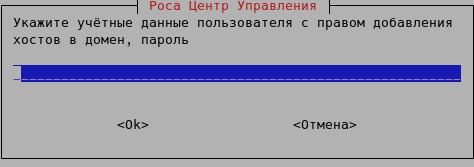 Роса Центр Управления
Укажите учётные данные пользователя с правом добавления
хостов в домен, пароль
<Ok> <Отмена>